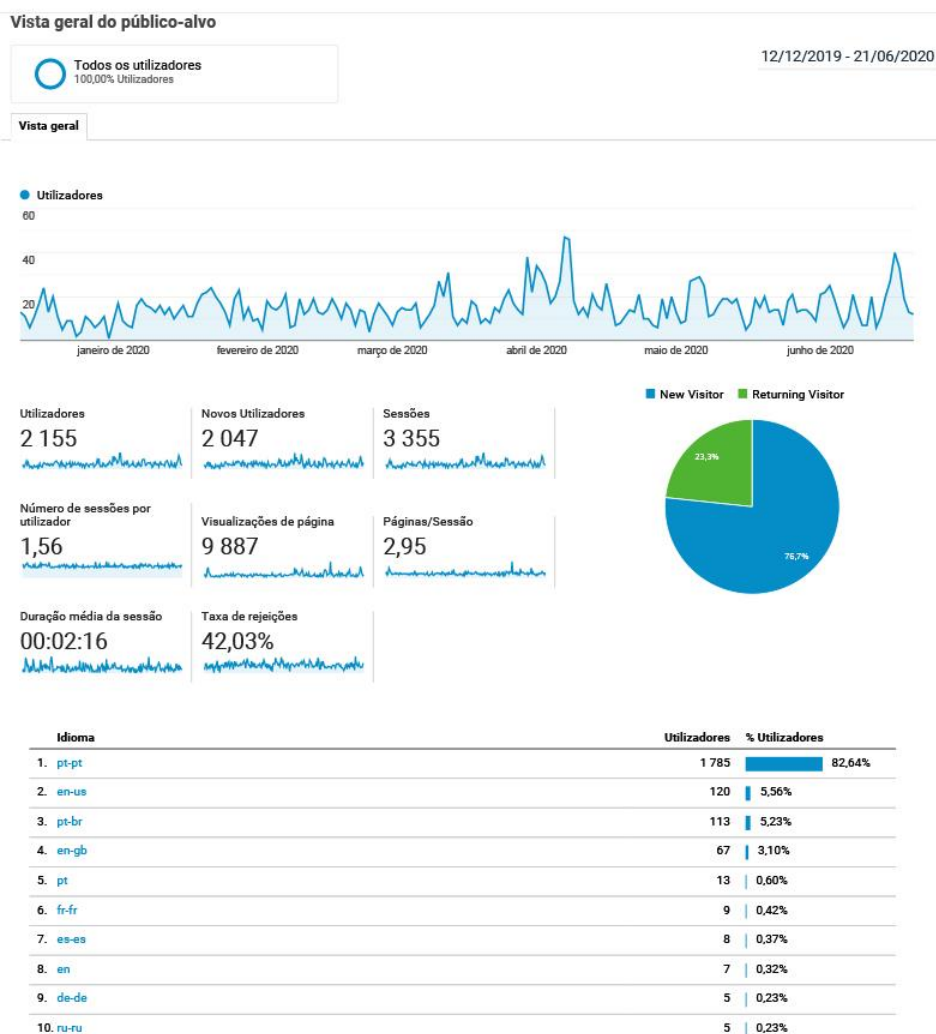 Vista geral do público-alvo
Todos os utilizadores
100,00% Utilizadores
12/12/2019 - 21/06/2020
Vista geral
Utilizadores
60
40
20
janeiro de 2020 fevereiro de 2020 março de 2020 abril de 2020 maio de 2020 junho de 2020
New Visitor Returning Visitor
23,3%
76,7%
Utilizadores
2 155
Novos Utilizadores
2 047
Sessões
3 355
Número de sessões por
utilizador
1,56
Visualizações de página
9 887
Páginas/Sessão
2,95
Duração média da sessão
00:02:16
Taxa de rejeições
42,03%
Idioma Utilizadores % Utilizadores
1. pt-pt 1 785 82,64%
2. en-us 120 5,56%
3. pt-br 113 5,23%
4. en-gb 67 3,10%
5. pt 13 0,60%
6. fr-fr 9 0,42%
7. es-es 8 0,37%
8. en 7 0,32%
9. de-de 5 0,23%
10. ru-ru 5 0,23%